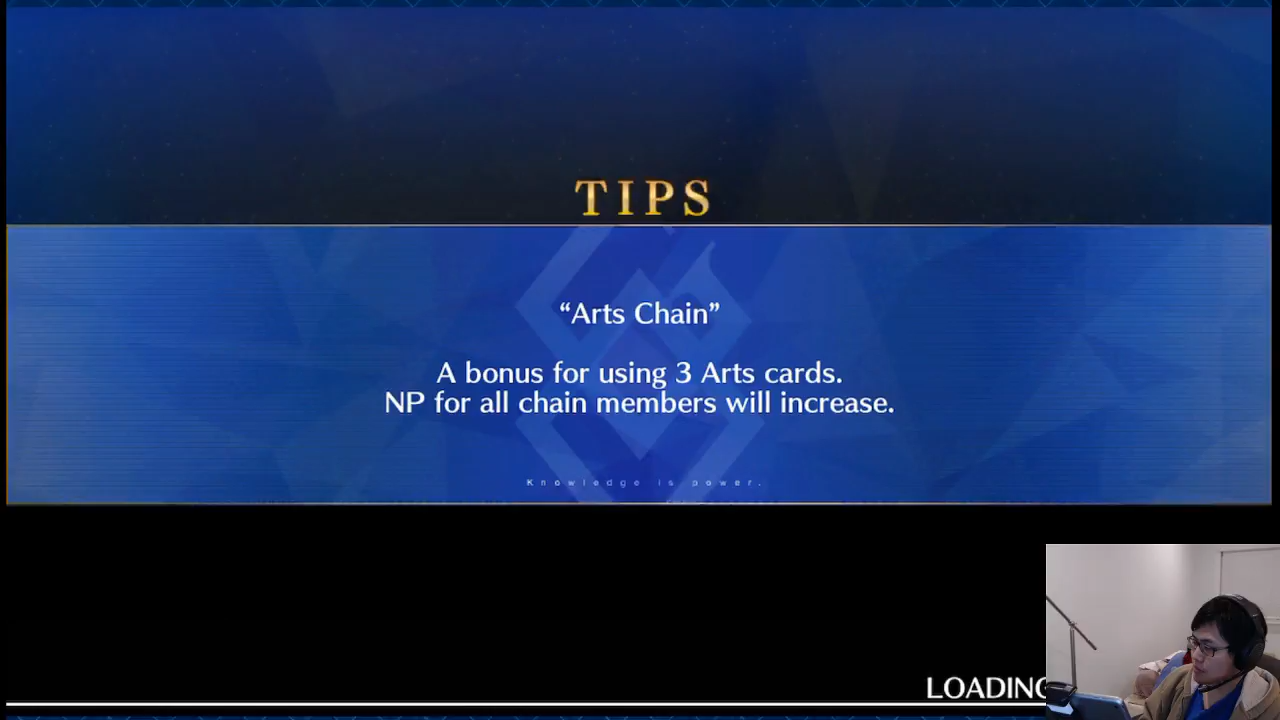 TIPS
“Arts Chain”
A bonus for using 3 Arts cards.
NP for all chain members will increase.
Knowledge is power.
LOADING